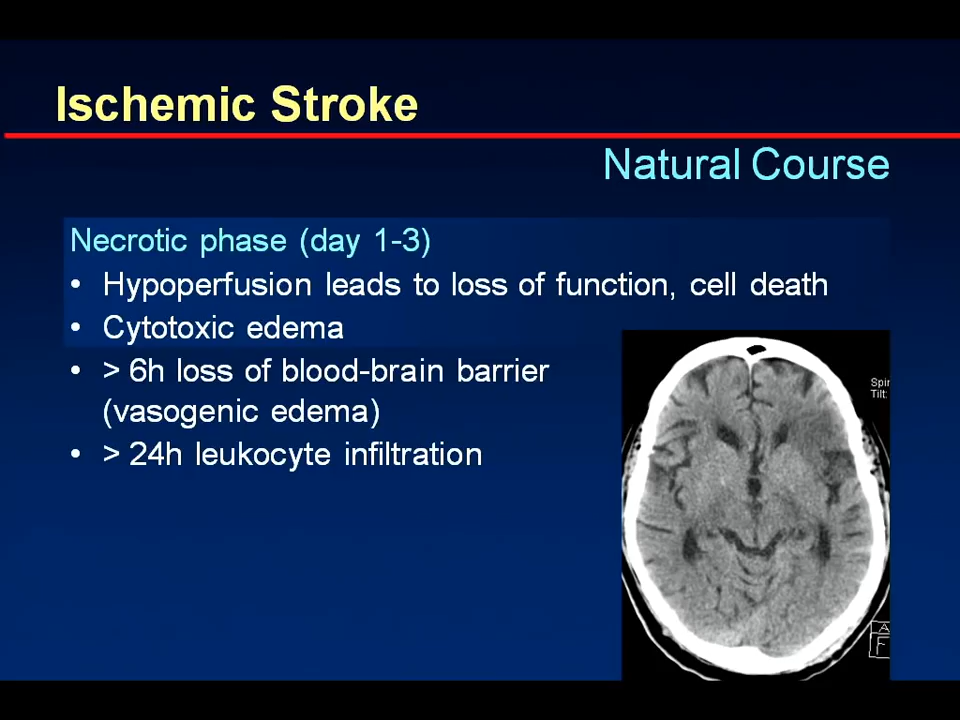 Ischemic Stroke
Natural Course
Necrotic phase (day 1-3)
• Hypoperfusion leads to loss of function, cell death
• Cytotoxic edema
• > 6h loss of blood-brain barrier
(vasogenic edema)
• > 24h leukocyte infiltration
Tilt:
A
F